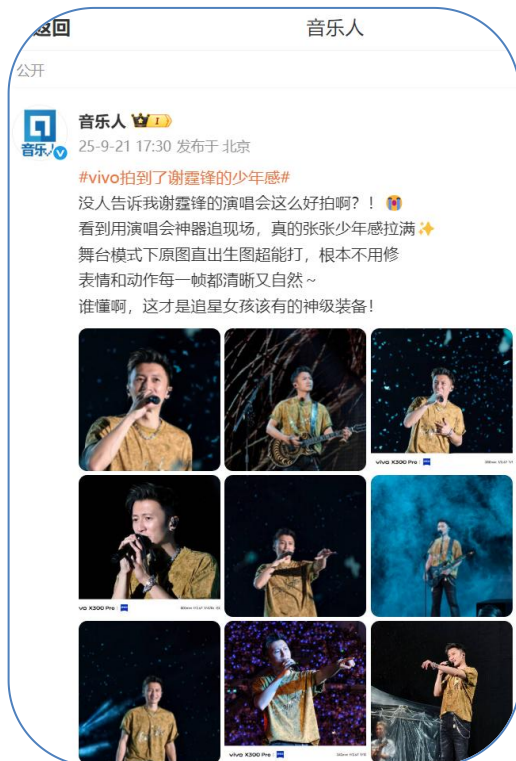 返回
音乐人
公开
音乐人
25-9-21 17:30 发布于 北京
#vivo拍到了谢霆锋的少年感#
没人告诉我谢霆锋的演唱会这么好拍啊？！
看到用演唱会神器追现场，真的张张少年感拉满
舞台模式下原图直出生图超能打，根本不用修
表情和动作每一帧都清晰又自然～
谁懂啊，这才是追星女孩该有的神级装备！
vivo X300 Pro
vo X300 Pro
vivo X300 Pro